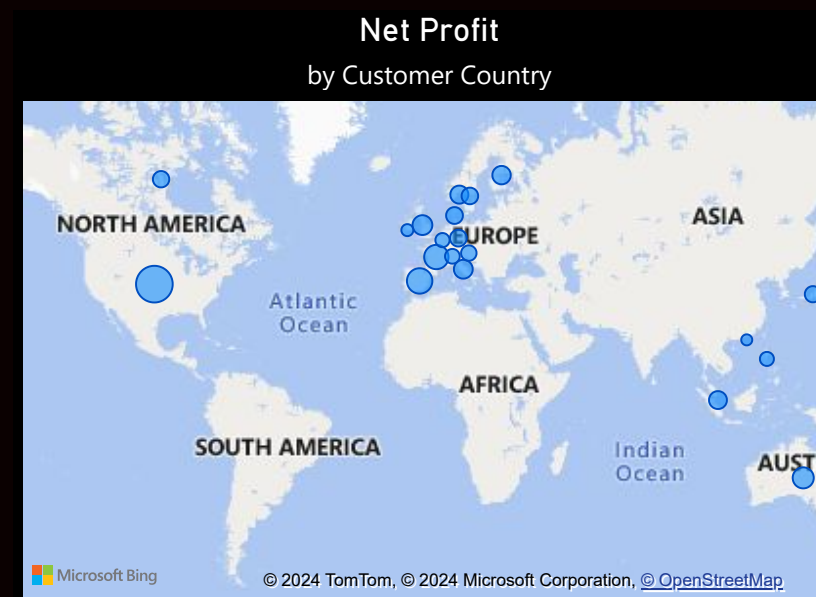 Net Profit
by Customer Country
NORTH AMERICA
EUROPE
ASIA
Atlantic
Ocean
AFRICA
SOUTH AMERICA
Indian
Ocean
AUST
Microsoft Bing
© 2024 TomTom, © 2024 Microsoft Corporation, © OpenStreetMap